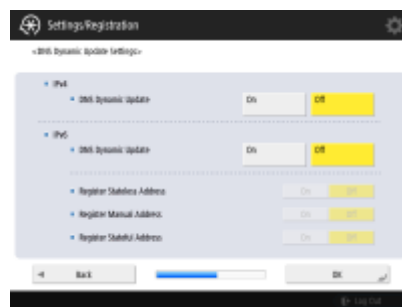 Settings/Registration
<DNS Dynamic Update Settings>
IPv4
DNS Dynamic Update
On
Off
IPv6
DNS Dynamic Update
On
Off
Register Stateless Address
On
Off
Register Manual Address
On
Off
Register Stateful Address
On
Off
Back
OK
Log Out